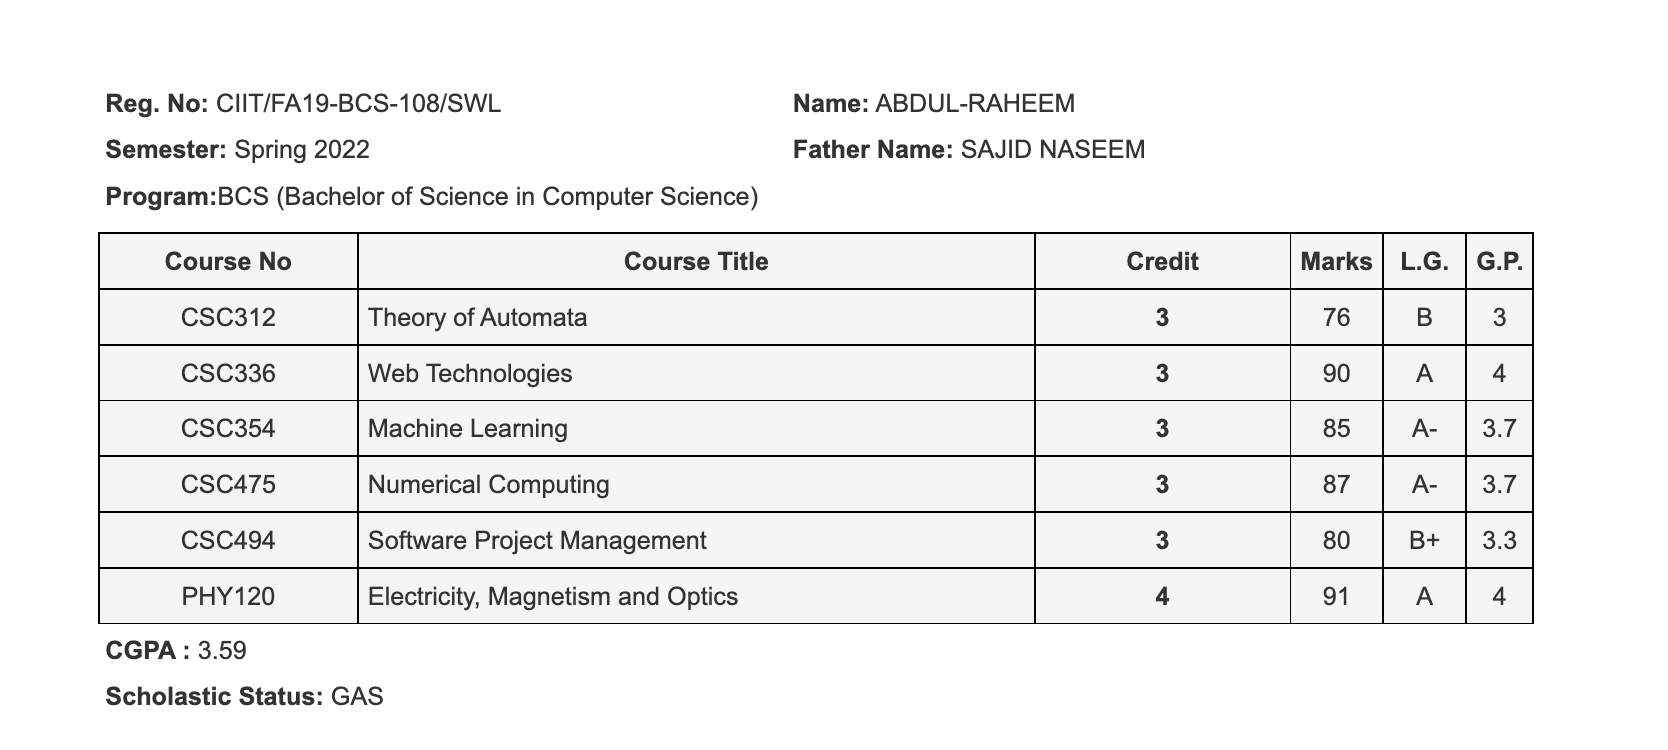 Reg. No: CIIT/FA19-BCS-108/SWL Name: ABDUL-RAHEEM
Semester: Spring 2022 Father Name: SAJID NASEEM
Program:BCS (Bachelor of Science in Computer Science)
Course No Course Title Credit Marks L.G. G.P.
CSC312 Theory of Automata 3 76 B 3
CSC336 Web Technologies 3 90 A 4
CSC354 Machine Learning 3 85 A- 3.7
CSC475 Numerical Computing 3 87 A- 3.7
CSC494 Software Project Management 3 80 B+ 3.3
PHY120 Electricity, Magnetism and Optics 4 91 A 4
CGPA : 3.59
Scholastic Status: GAS